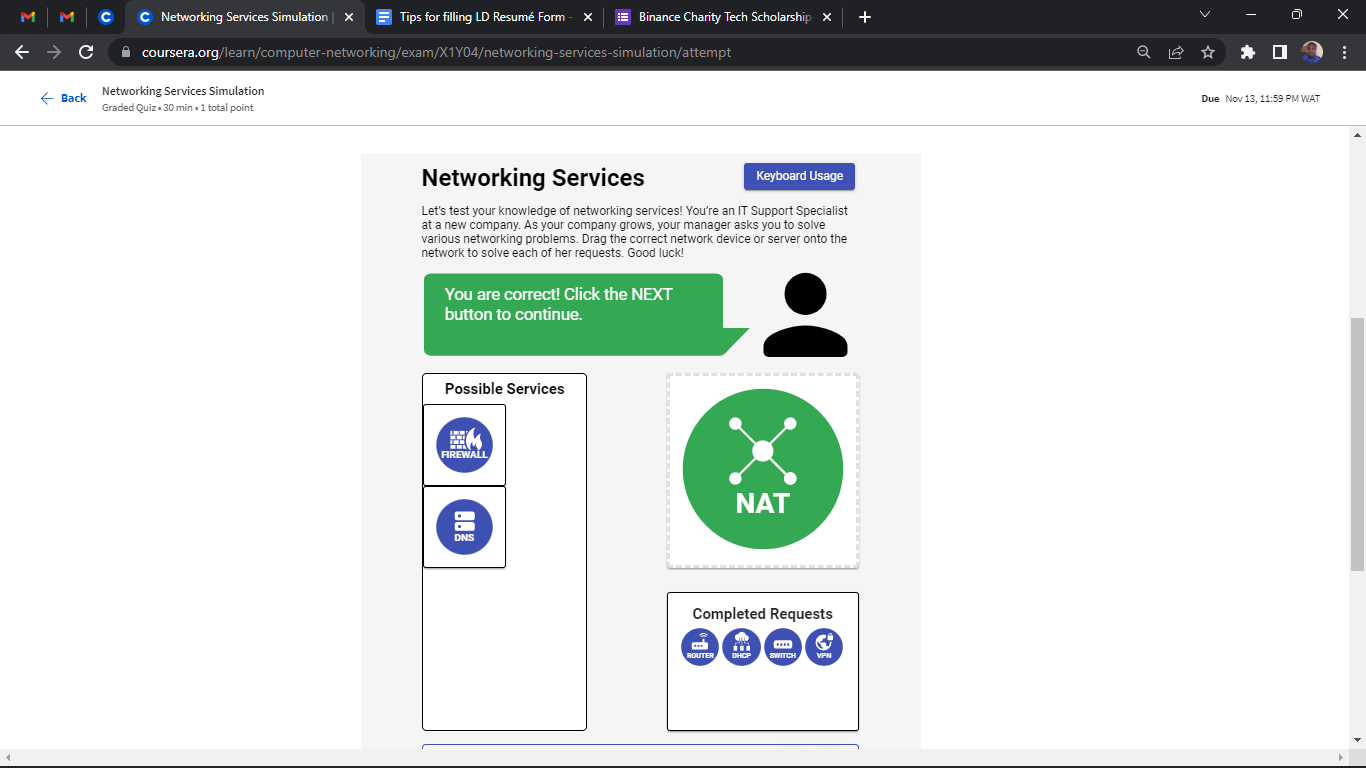 Networking Services Simulation |
Tips for filling LD Resumé Form -
Binance Charity Tech Scholarship
coursera.org/learn/computer-networking/exam/X1Y04/networking-services-simulation/attempt
Back
Networking Services Simulation
Graded Quiz • 30 min • 1 total point
Due Nov 13, 11:59 PM WAT
Networking Services
Keyboard Usage
Let's test your knowledge of networking services! You're an IT Support Specialist
at a new company. As your company grows, your manager asks you to solve
various networking problems. Drag the correct network device or server onto the
network to solve each of her requests. Good luck!
You are correct! Click the NEXT
button to continue.
Possible Services
FIREWALL
DNS
NAT
Completed Requests
ROUTER DHCP SWITCH VPN